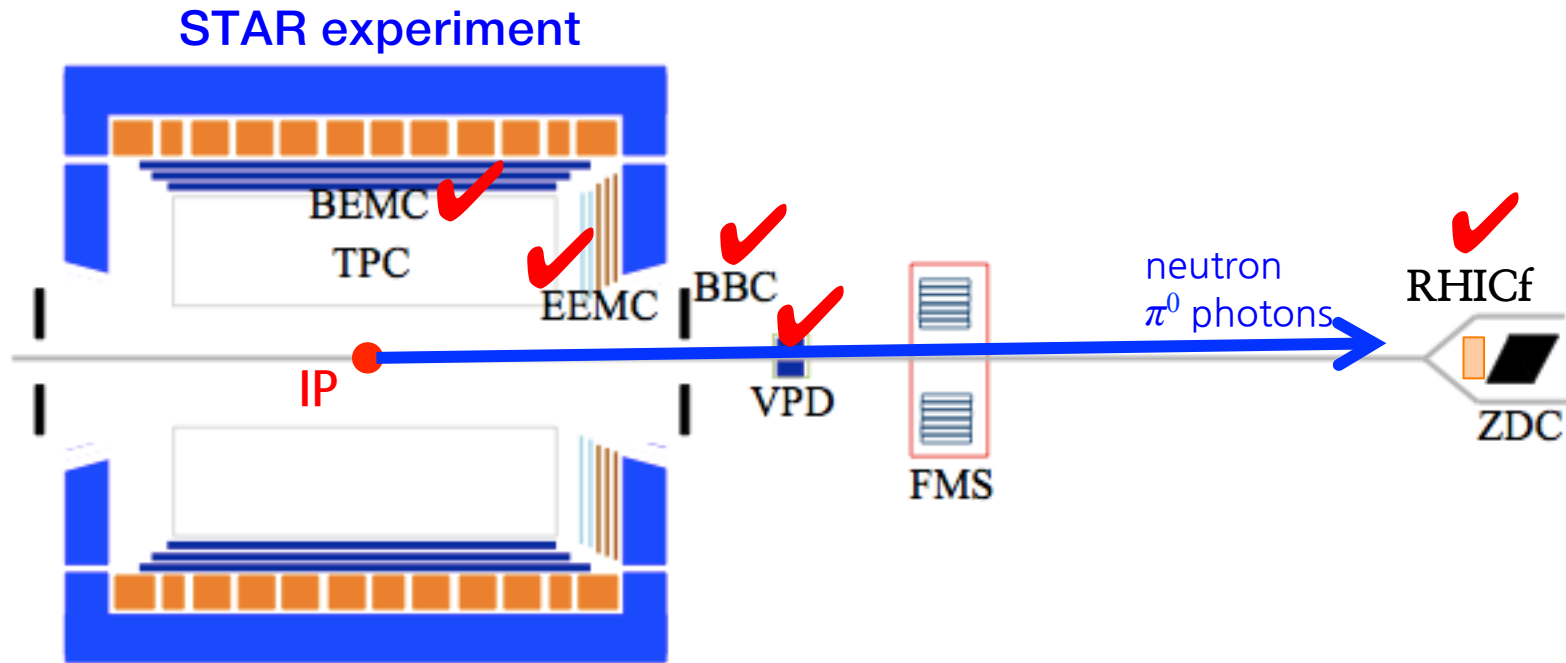 STAR experiment
BEMC
TPC
EEMC
BBC
IP
VPD
FMS
neutron
π⁰ photons
RHICf
ZDC